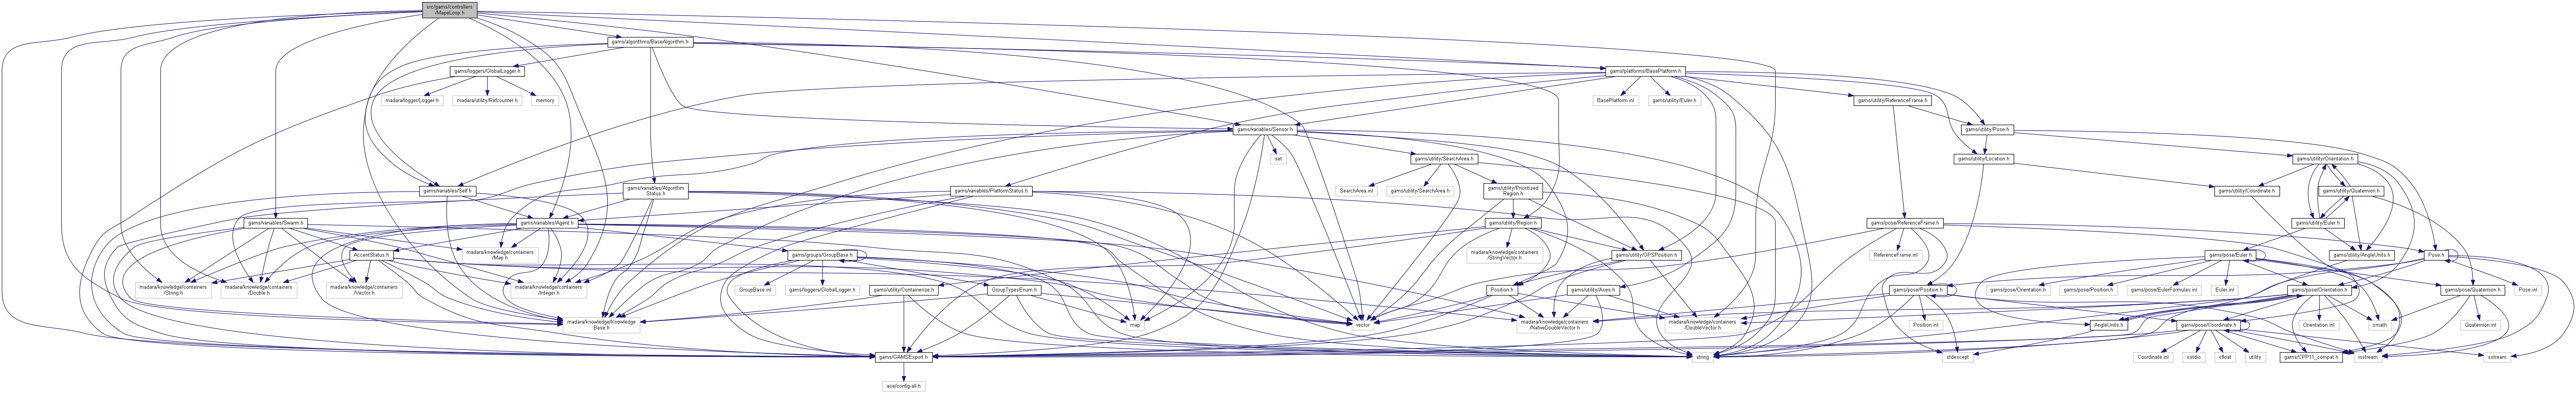 src/gams/controllers
/MapeLoop.h
gams/algorithms/BaseAlgorithm.h
gams/loggers/GlobalLogger.h
gams/platforms/BasePlatform.h
madara/logger/Logger.h
madara/utility/Refcounter.h
memory
BasePlatform.inl
gams/utility/Euler.h
gams/utility/ReferenceFrame.h
gams/variables/Sensor.h
gams/utility/Pose.h
set
gams/utility/SearchArea.h
gams/utility/Location.h
gams/utility/Orientation.h
gams/variables/Self.h
gams/variables/Algorithm
Status.h
gams/variables/PlatformStatus.h
SearchArea.inl
gams/utility/SearchArea.h
gams/utility/Prioritized
Region.h
gams/utility/Coordinate.h
gams/utility/Quaternion.h
gams/variables/Swarm.h
gams/variables/Agent.h
gams/utility/Region.h
gams/pose/ReferenceFrame.h
gams/utility/Euler.h
AccentStatus.h
madara/knowledge/containers
/Map.h
gams/groups/GroupBase.h
madara/knowledge/containers
/StringVector.h
gams/utility/GPSPosition.h
ReferenceFrame.inl
gams/pose/Euler.h
gams/utility/AngleUnits.h
Pose.h
madara/knowledge/containers
/String.h
madara/knowledge/containers
/Double.h
madara/knowledge/containers
/Vector.h
madara/knowledge/containers
/Integer.h
GroupBase.inl
gams/loggers/GlobalLogger.h
gams/utility/Containerize.h
GroupTypesEnum.h
Position.h
gams/utility/Axes.h
gams/pose/Position.h
gams/pose/Orientation.h
gams/pose/Position.h
gams/pose/EulerFormulas.inl
Euler.inl
gams/pose/Orientation.h
gams/pose/Quaternion.h
Pose.inl
madara/knowledge/Knowledge
Base.h
map
vector
madara/knowledge/containers
/NativeDoubleVector.h
madara/knowledge/containers
/DoubleVector.h
Position.inl
AngleUnits.h
gams/pose/Coordinate.h
Orientation.inl
cmath
Quaternion.inl
gams/GAMSExport.h
string
stdexcept
Coordinate.inl
cstdio
cfloat
utility
gams/CPP11_compat.h
iostream
sstream
ace/config-all.h